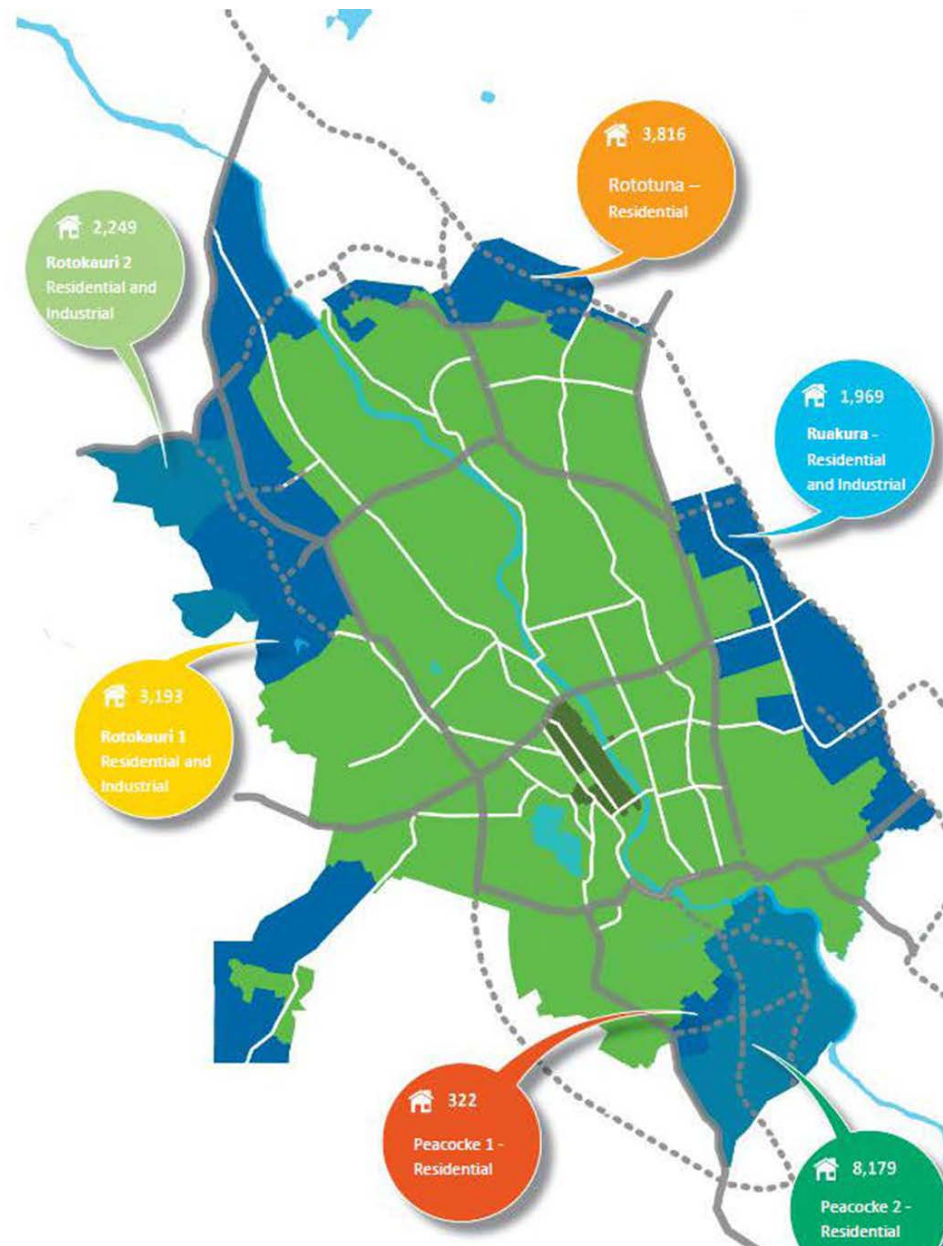 3,816
Rototuna –
Residential
2,249
Rotokauri 2
Residential and
Industrial
1,969
Ruakura -
Residential
and Industrial
3,193
Rotokauri 1
Residential and
Industrial
322
Peacocke 1 -
Residential
8,179
Peacocke 2 -
Residential